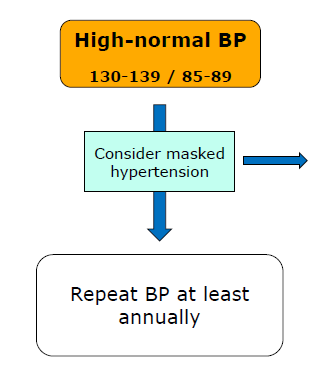 High-normal BP
130-139 / 85-89
Consider masked
hypertension
Repeat BP at least
annually